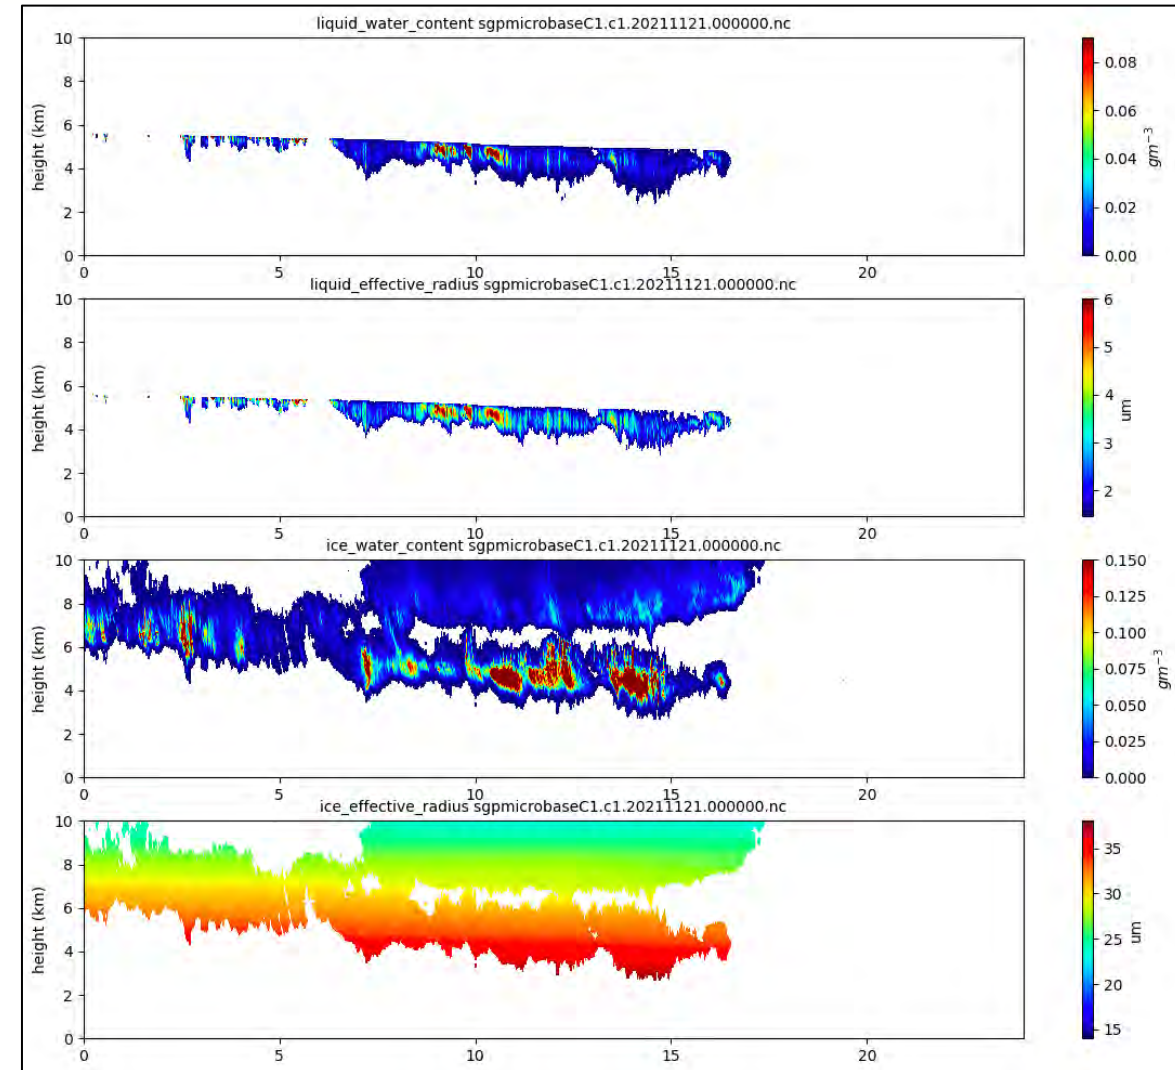 liquid_water_content sgpmicrobaseC1.c1.20211121.000000.nc
10
8
6
4
2
0
height (km)
0 5 10 15 20
0.08
0.06
0.04
0.02
0.00
gm⁻³
liquid_effective_radius sgpmicrobaseC1.c1.20211121.000000.nc
10
8
6
4
2
0
height (km)
0 5 10 15 20
6
5
4
3
2
um
ice_water_content sgpmicrobaseC1.c1.20211121.000000.nc
10
8
6
4
2
0
height (km)
0 5 10 15 20
0.150
0.125
0.100
0.075
0.050
0.025
0.000
gm⁻³
ice_effective_radius sgpmicrobaseC1.c1.20211121.000000.nc
10
8
6
4
2
0
height (km)
0 5 10 15 20
35
30
25
20
15
um